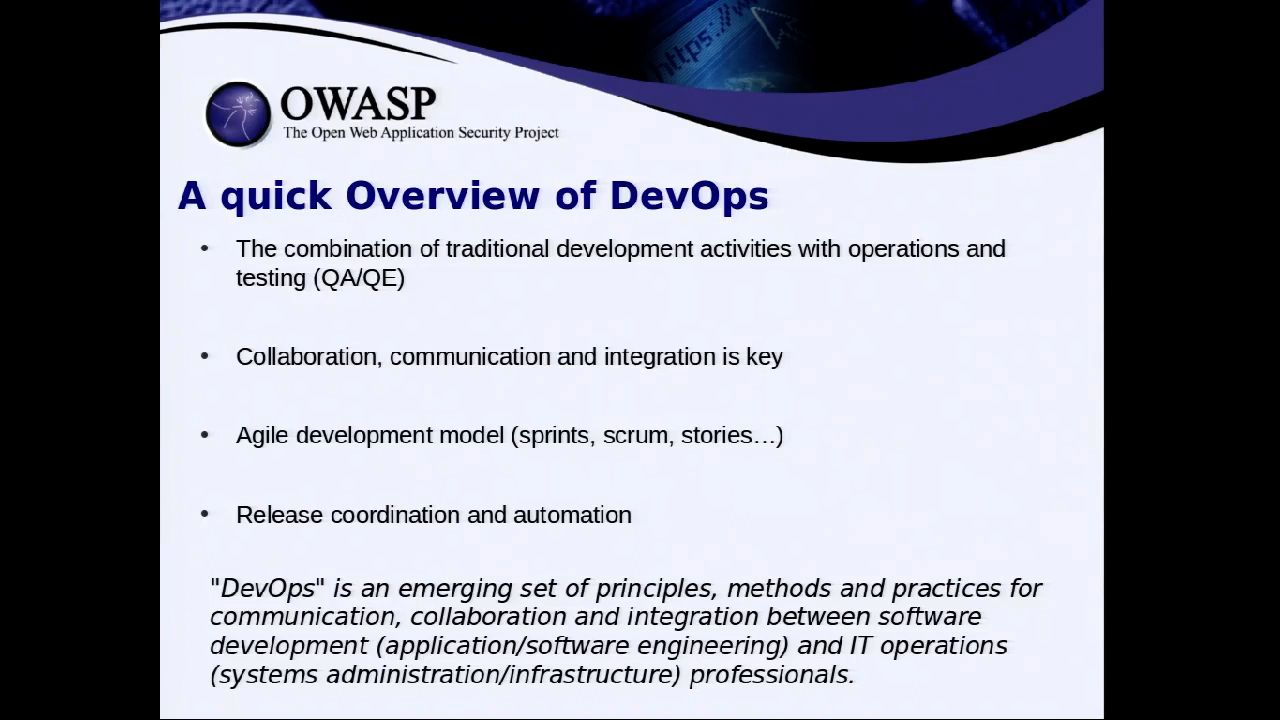 https://w
OWASP
The Open Web Application Security Project
A quick Overview of DevOps
• The combination of traditional development activities with operations and
testing (QA/QE)
• Collaboration, communication and integration is key
• Agile development model (sprints, scrum, stories…)
• Release coordination and automation
"DevOps" is an emerging set of principles, methods and practices for
communication, collaboration and integration between software
development (application/software engineering) and IT operations
(systems administration/infrastructure) professionals.